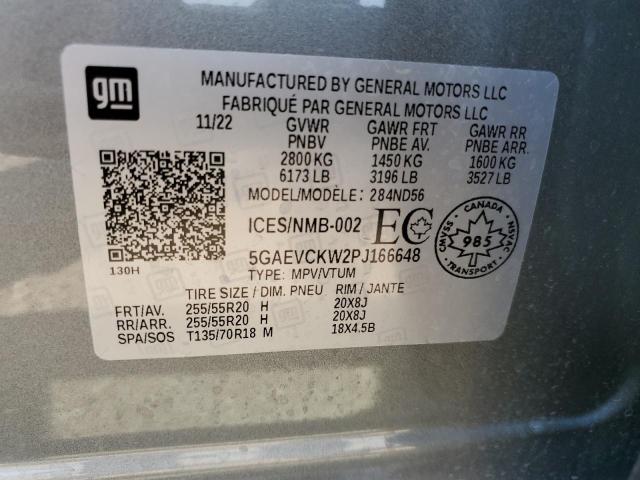 gm
MANUFACTURED BY GENERAL MOTORS LLC
FABRIQUÉ PAR GENERAL MOTORS LLC
11/22 GVWR GAWR FRT GAWR RR
PNBV PNBE AV. PNBE ARR.
2800 KG 1450 KG 1600 KG
6173 LB 3196 LB 3527 LB
MODEL/MODÈLE: 284ND56
ICES/NMB-002 EC
CANADA
CMVSS 985 NSVAC
TRANSPORT
5GAEVCKW2PJ166648
130H
TYPE: MPV/VTUM
TIRE SIZE / DIM. PNEU RIM / JANTE
FRT/AV. 255/55R20 H 20X8J
RR/ARR. 255/55R20 H 20X8J
SPA/SOS T135/70R18 M 18X4.5B